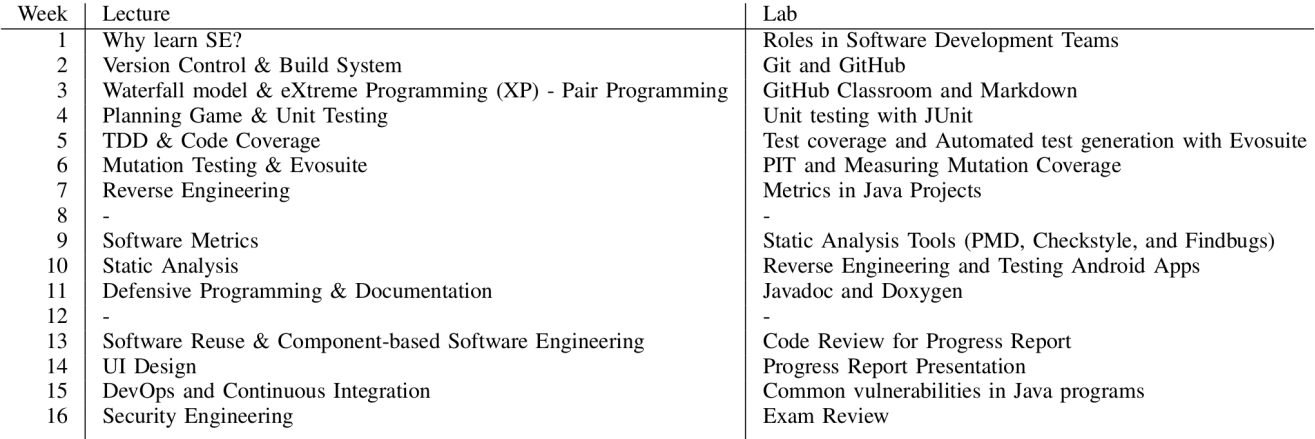 Week Lecture Lab
1 Why learn SE? Roles in Software Development Teams
2 Version Control & Build System Git and GitHub
3 Waterfall model & eXtreme Programming (XP) - Pair Programming GitHub Classroom and Markdown
4 Planning Game & Unit Testing Unit testing with JUnit
5 TDD & Code Coverage Test coverage and Automated test generation with Evosuite
6 Mutation Testing & Evosuite PIT and Measuring Mutation Coverage
7 Reverse Engineering Metrics in Java Projects
8 - -
9 Software Metrics Static Analysis Tools (PMD, Checkstyle, and Findbugs)
10 Static Analysis Reverse Engineering and Testing Android Apps
11 Defensive Programming & Documentation Javadoc and Doxygen
12 - -
13 Software Reuse & Component-based Software Engineering Code Review for Progress Report
14 UI Design Progress Report Presentation
15 DevOps and Continuous Integration Common vulnerabilities in Java programs
16 Security Engineering Exam Review